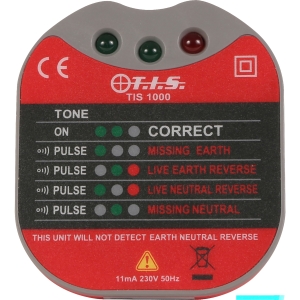 CE
T.I.S.
TIS 1000
TONE
ON CORRECT
PULSE MISSING EARTH
PULSE LIVE EARTH REVERSE
PULSE LIVE NEUTRAL REVERSE
PULSE MISSING NEUTRAL
THIS UNIT WILL NOT DETECT EARTH NEUTRAL REVERSE
11mA 230V 50Hz